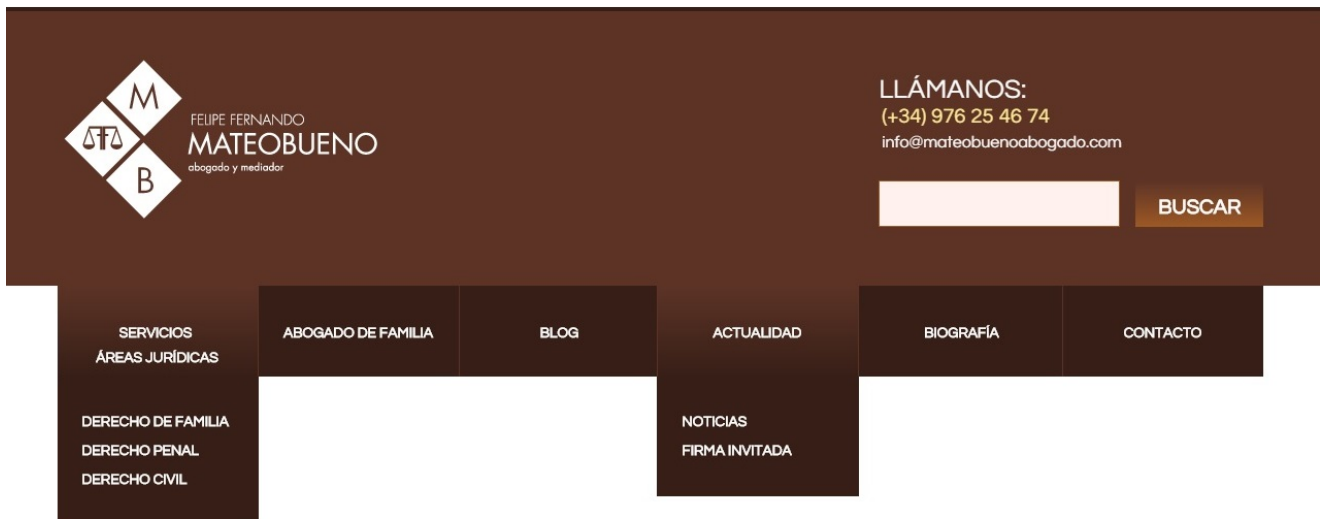 M
B
FELIPE FERNANDO
MATEOBUENO
abogado y mediador
LLÁMANOS:
(+34) 976 25 46 74
info@mateobuenoabogado.com
BUSCAR
SERVICIOS
ÁREAS JURÍDICAS
ABOGADO DE FAMILIA
BLOG
ACTUALIDAD
BIOGRAFÍA
CONTACTO
DERECHO DE FAMILIA
DERECHO PENAL
DERECHO CIVIL
NOTICIAS
FIRMA INVITADA